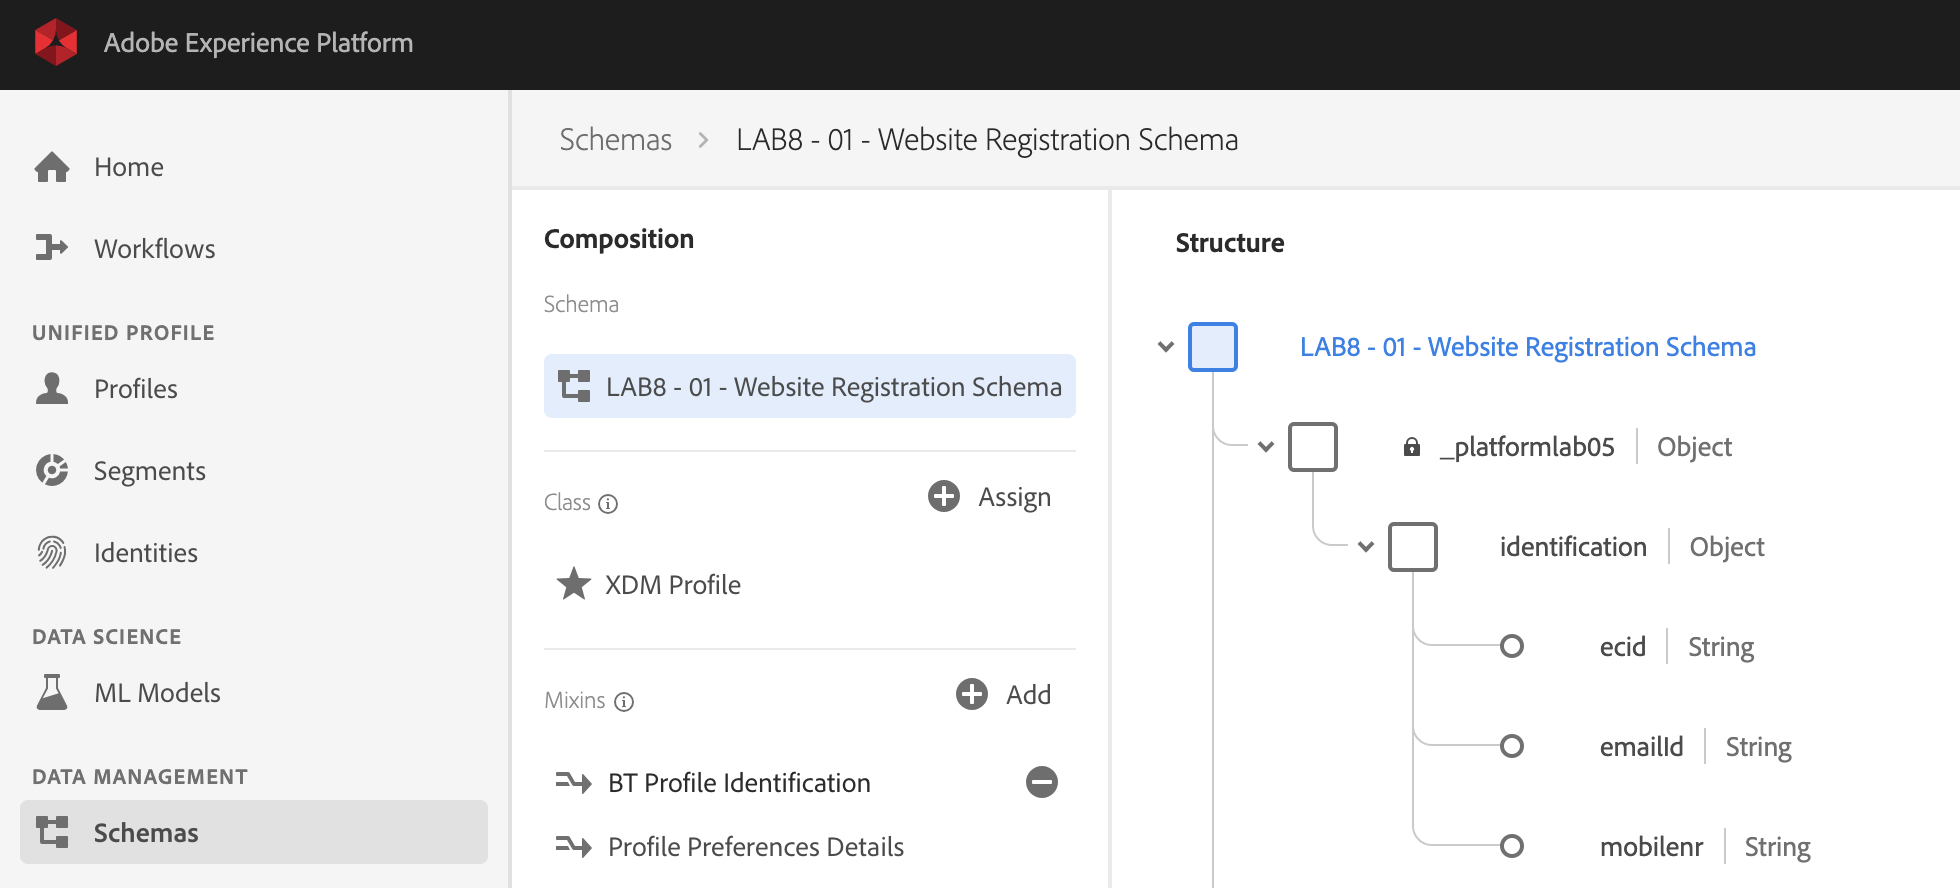 Adobe Experience Platform
Home
Workflows
UNIFIED PROFILE
Profiles
Segments
Identities
DATA SCIENCE
ML Models
DATA MANAGEMENT
Schemas
Schemas > LAB8 - 01 - Website Registration Schema
Composition
Schema
LAB8 - 01 - Website Registration Schema
Class
Assign
XDM Profile
Mixins
Add
BT Profile Identification
Profile Preferences Details
Structure
LAB8 - 01 - Website Registration Schema
_platformlab05 | Object
identification | Object
ecid | String
emailId | String
mobilenr | String